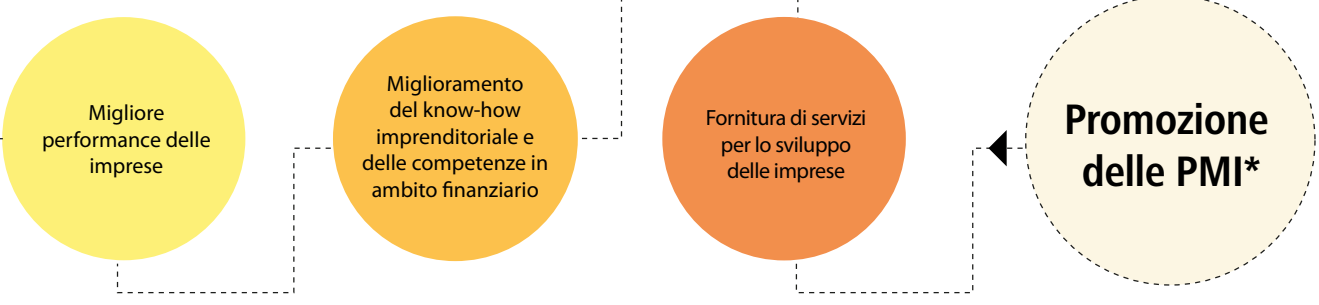 Migliore
performance delle
imprese
Miglioramento
del know-how
imprenditoriale e
delle competenze in
ambito finanziario
Fornitura di servizi
per lo sviluppo
delle imprese
Promozione
delle PMI*